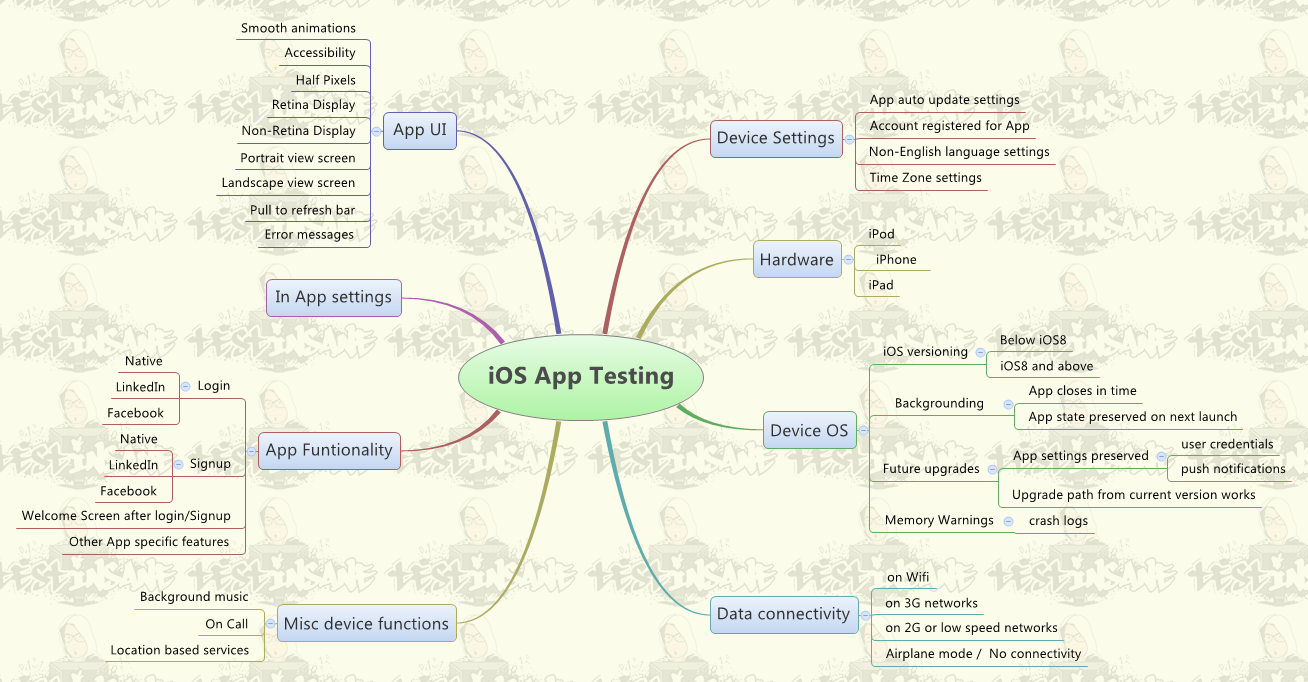 iOS App Testing
App UI
Smooth animations
Accessibility
Half Pixels
Retina Display
Non-Retina Display
Portrait view screen
Landscape view screen
Pull to refresh bar
Error messages
In App settings
App Funtionality
Login
Native
LinkedIn
Facebook
Signup
Native
LinkedIn
Facebook
Welcome Screen after login/Signup
Other App specific features
Misc device functions
Background music
On Call
Location based services
Device Settings
App auto update settings
Account registered for App
Non-English language settings
Time Zone settings
Hardware
iPod
iPhone
iPad
Device OS
iOS versioning
Below iOS8
iOS8 and above
Backgrounding
App closes in time
App state preserved on next launch
Future upgrades
App settings preserved
user credentials
push notifications
Upgrade path from current version works
Memory Warnings
crash logs
Data connectivity
on Wifi
on 3G networks
on 2G or low speed networks
Airplane mode / No connectivity